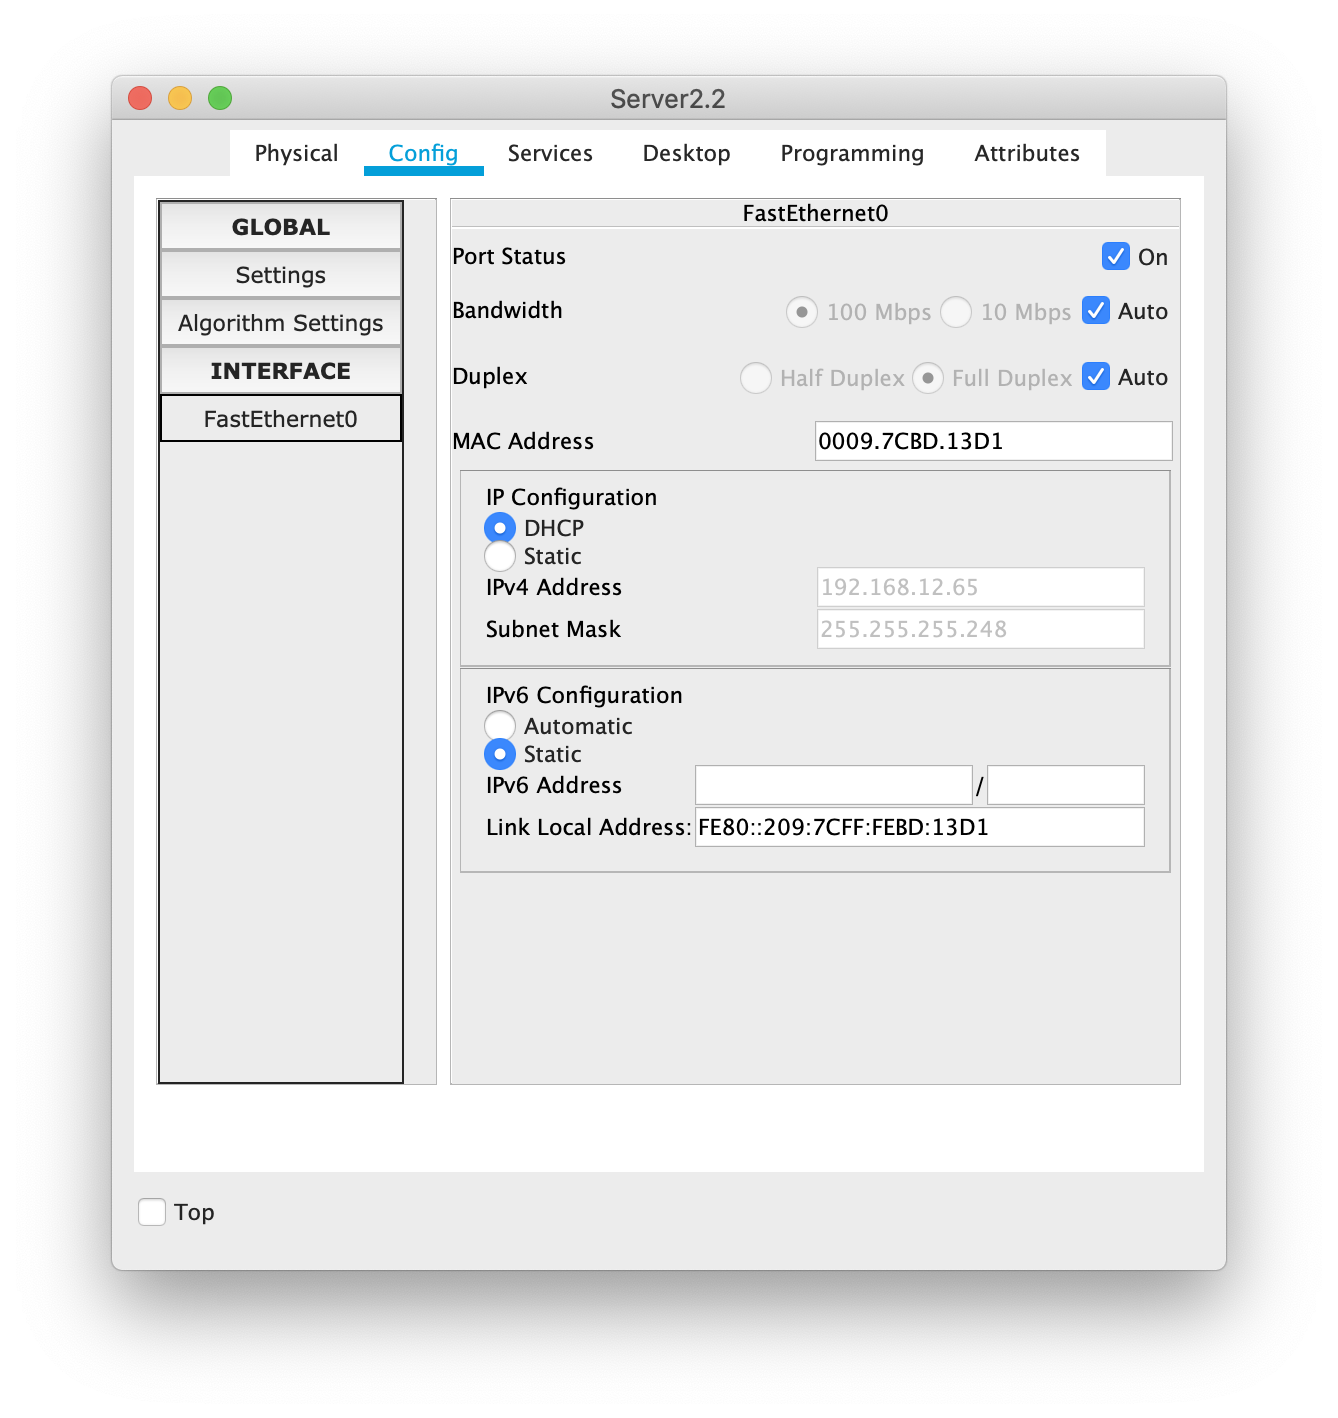 Server2.2
Physical Config Services Desktop Programming Attributes
GLOBAL
Settings
Algorithm Settings
INTERFACE
FastEthernet0
FastEthernet0
Port Status On
Bandwidth 100 Mbps 10 Mbps Auto
Duplex Half Duplex Full Duplex Auto
MAC Address 0009.7CBD.13D1
IP Configuration
DHCP
Static
IPv4 Address 192.168.12.65
Subnet Mask 255.255.255.248
IPv6 Configuration
Automatic
Static
IPv6 Address /
Link Local Address: FE80::209:7CFF:FEBD:13D1
Top